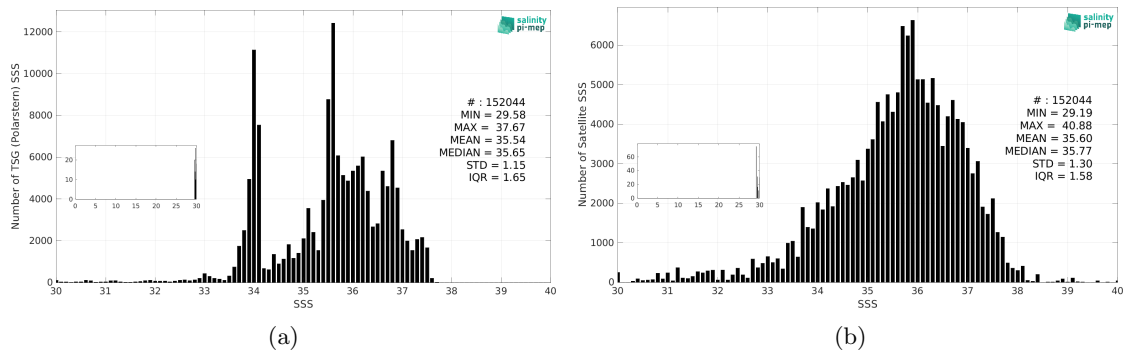 12000
10000
8000
6000
4000
2000
0
Number of TSG (Polarstern) SSS
salinity
pi-mep
# : 152044
MIN = 29.58
MAX = 37.67
MEAN = 35.54
MEDIAN = 35.65
STD = 1.15
IQR = 1.65
20
10
0
0 5 10 15 20 25 30
30 31 32 33 34 35 36 37 38 39 40
SSS
(a)
6000
5000
4000
3000
2000
1000
0
Number of Satellite SSS
salinity
pi-mep
# : 152044
MIN = 29.19
MAX = 40.88
MEAN = 35.60
MEDIAN = 35.77
STD = 1.30
IQR = 1.58
60
40
20
0
0 5 10 15 20 25 30
30 31 32 33 34 35 36 37 38 39 40
SSS
(b)